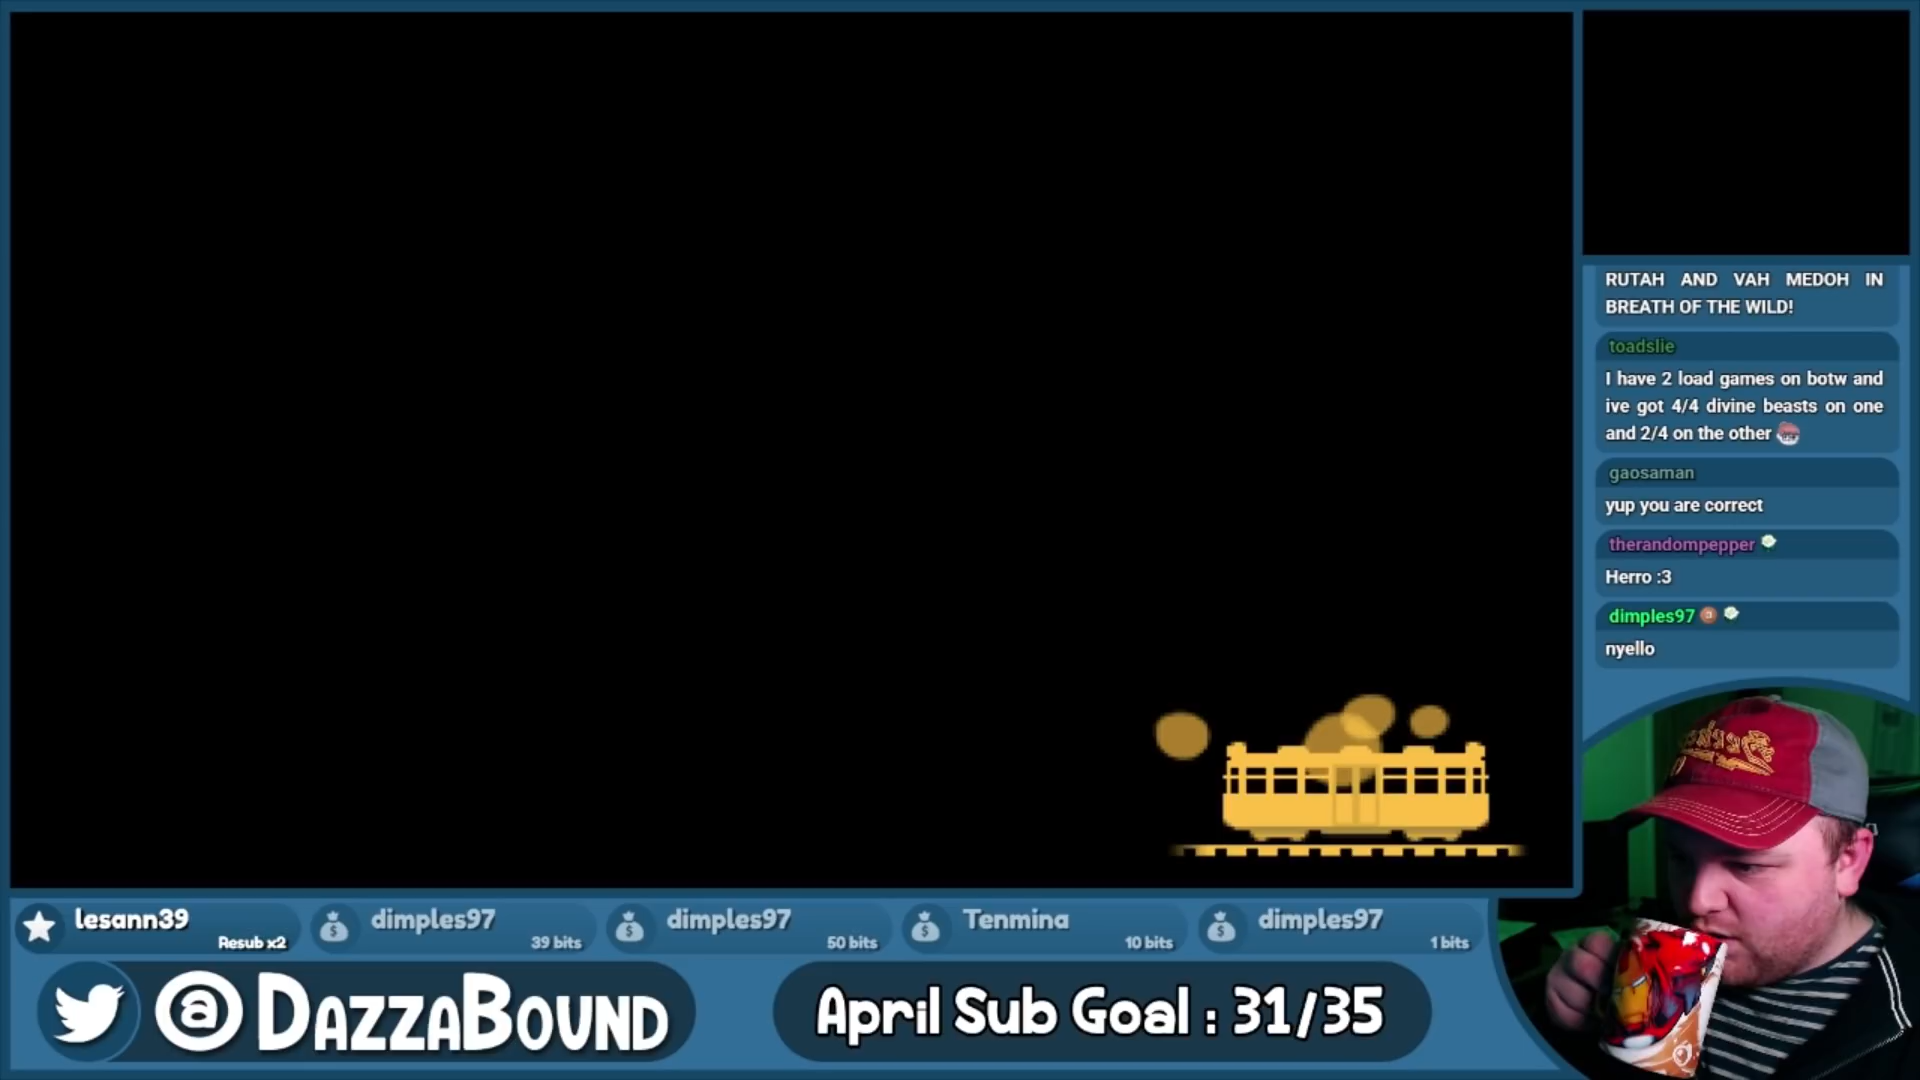 RUTAH AND VAH MEDOH IN
BREATH OF THE WILD!
toadslie
I have 2 load games on botw and
ive got 4/4 divine beasts on one
and 2/4 on the other
gaosaman
yup you are correct
therandompepper
Herro :3
dimples97
nyello
lesann39
Resub x2
dimples97
39 bits
dimples97
50 bits
Tenmina
10 bits
dimples97
1 bits
@DAZZABOUND
April Sub Goal : 31/35